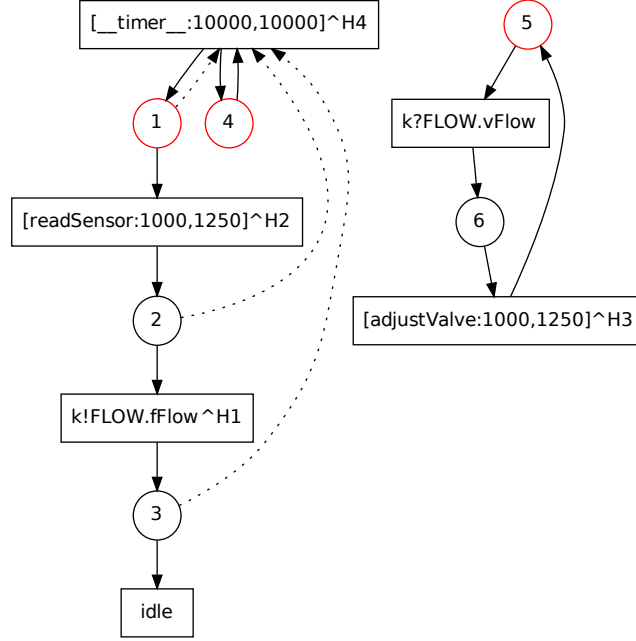 [__timer__:10000,10000]^H4
5
1
4
k?FLOW.vFlow
[readSensor:1000,1250]^H2
6
2
[adjustValve:1000,1250]^H3
k!FLOW.fFlow^H1
3
idle